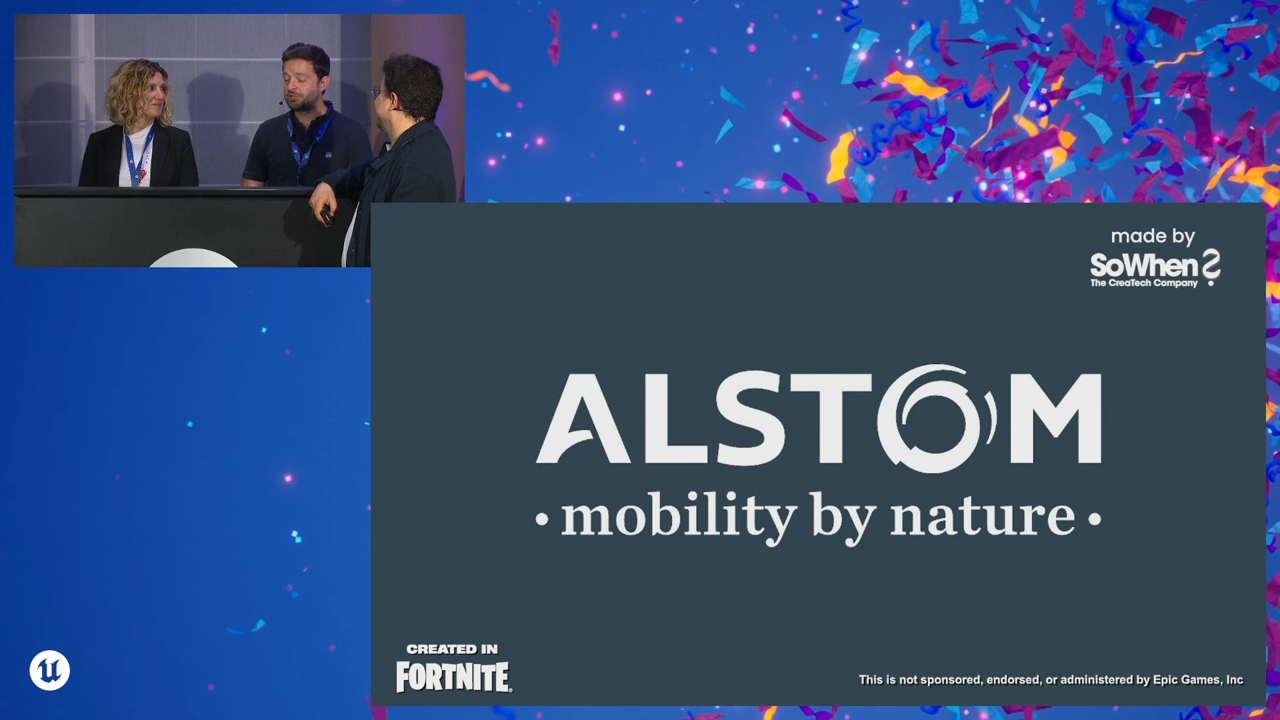 made by
SoWhen?
The CreaTech Company
ALSTOM
• mobility by nature •
CREATED IN
FORTNITE
This is not sponsored, endorsed, or administered by Epic Games, Inc